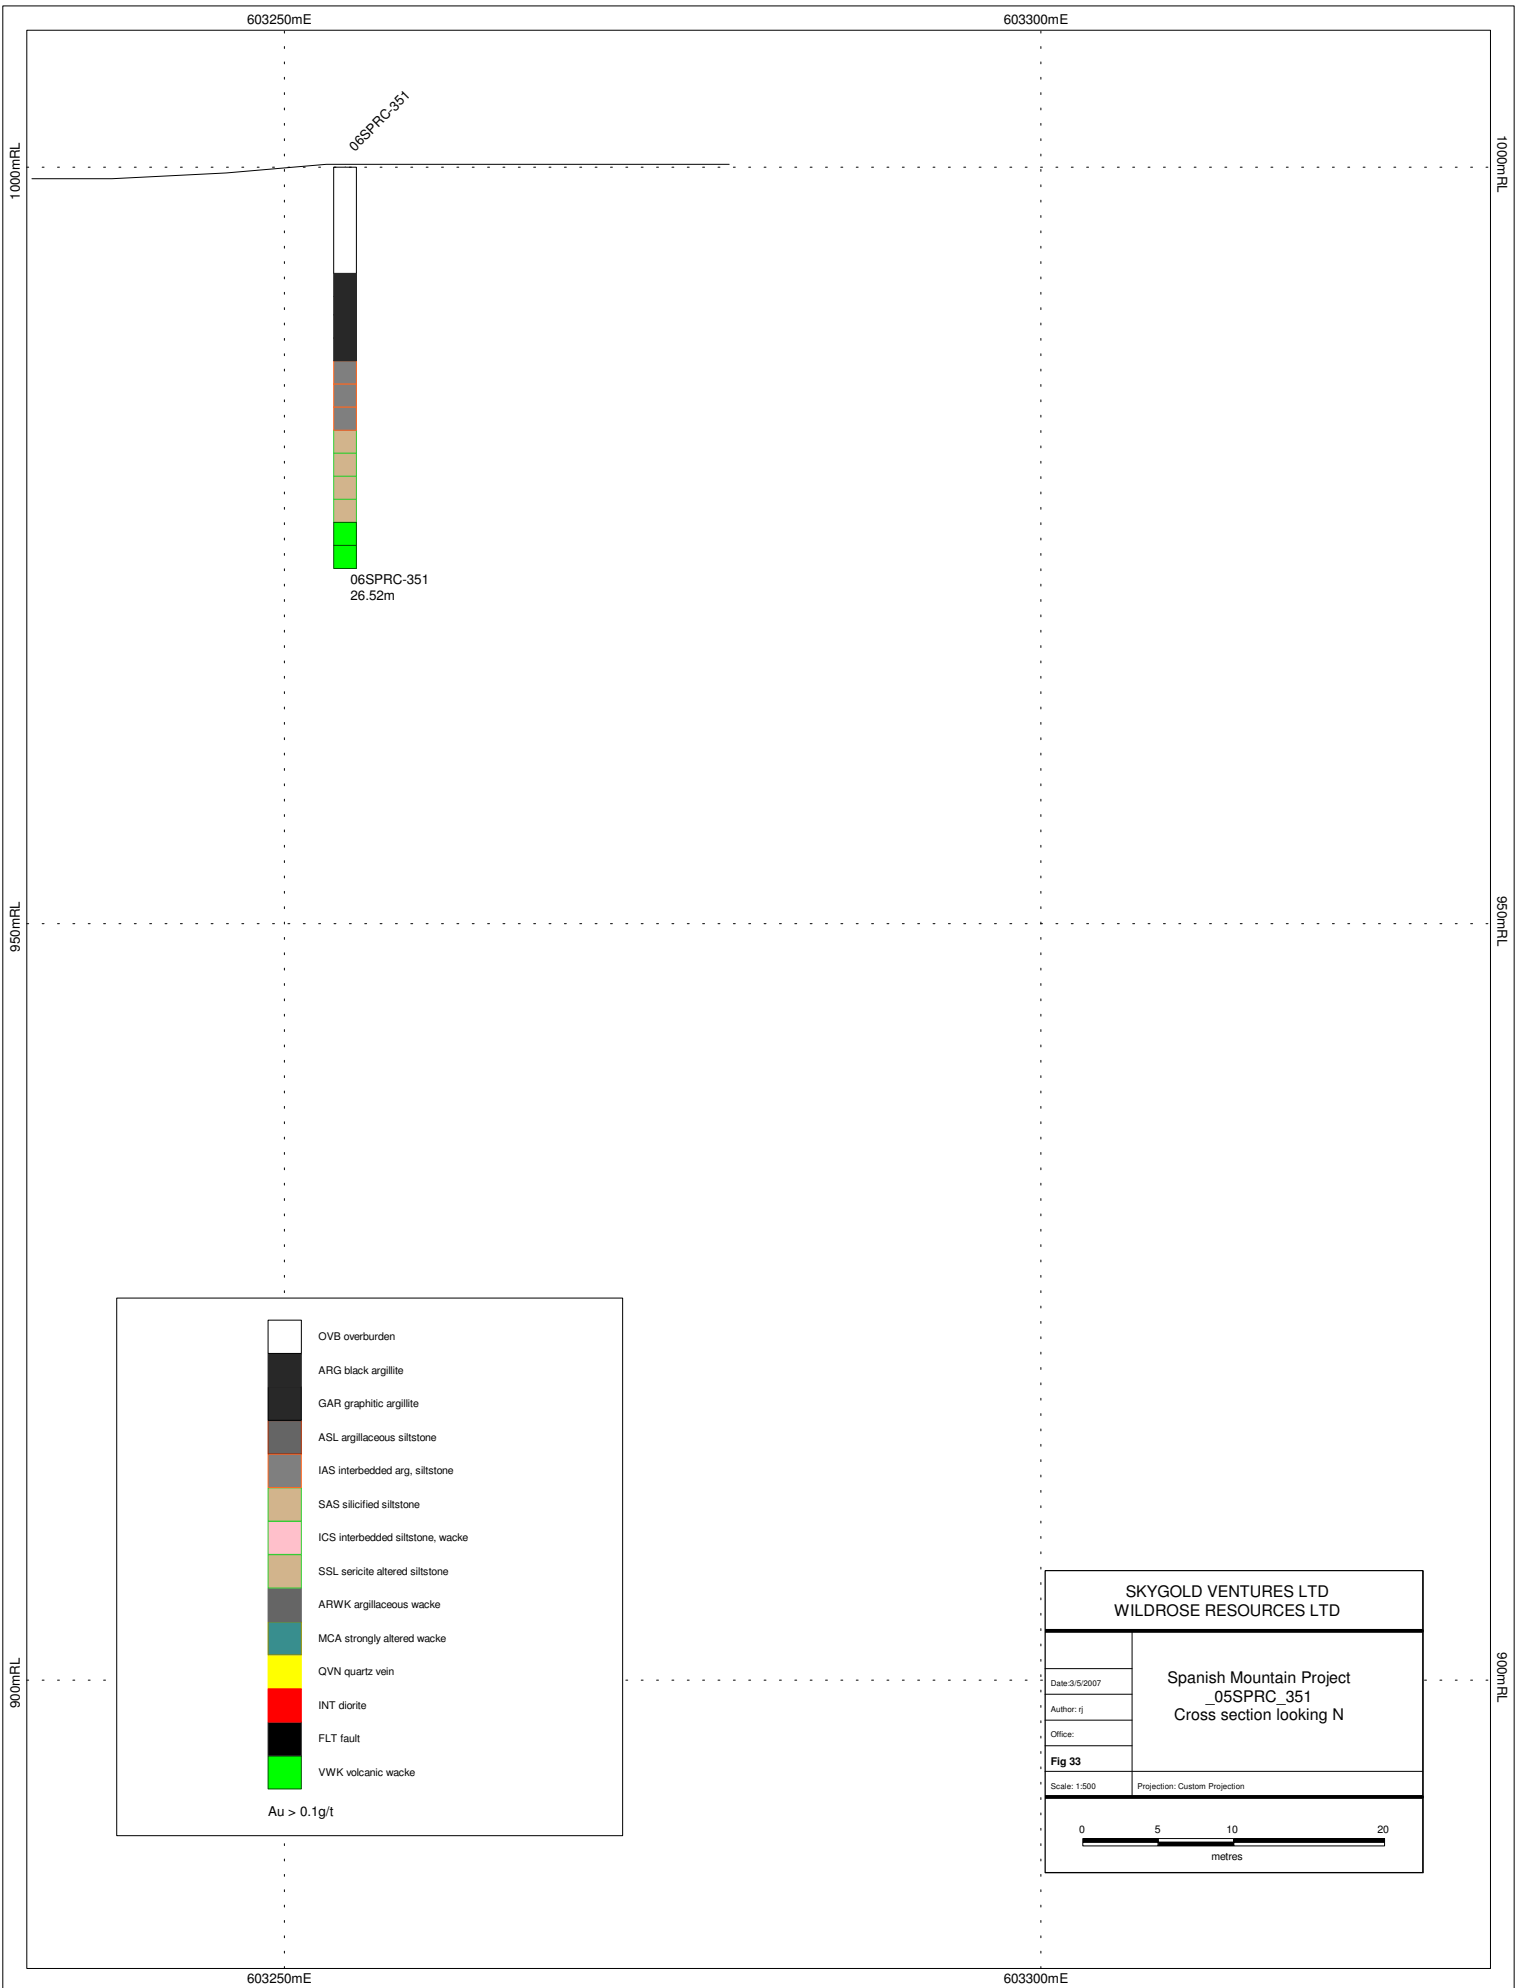 603250mE
603300mE
06SPRC-351
1000mRL
1000mRL
06SPRC-351
26.52m
950mRL
950mRL
OVB overburden
ARG black argillite
GAR graphitic argillite
ASL argillaceous siltstone
IAS interbedded arg, siltstone
SAS silicified siltstone
ICS interbedded siltstone, wacke
SSL sericite altered siltstone
ARWK argillaceous wacke
MCA strongly altered wacke
QVN quartz vein
INT diorite
FLT fault
VWK volcanic wacke
Au > 0.1g/t
900mRL
900mRL
SKYGOLD VENTURES LTD
WILDROSE RESOURCES LTD
Date:3/5/2007
Author: rj
Office:
Fig 33
Scale: 1:500
Spanish Mountain Project
_05SPRC_351
Cross section looking N
Projection: Custom Projection
0 5 10 20
metres
603250mE
603300mE